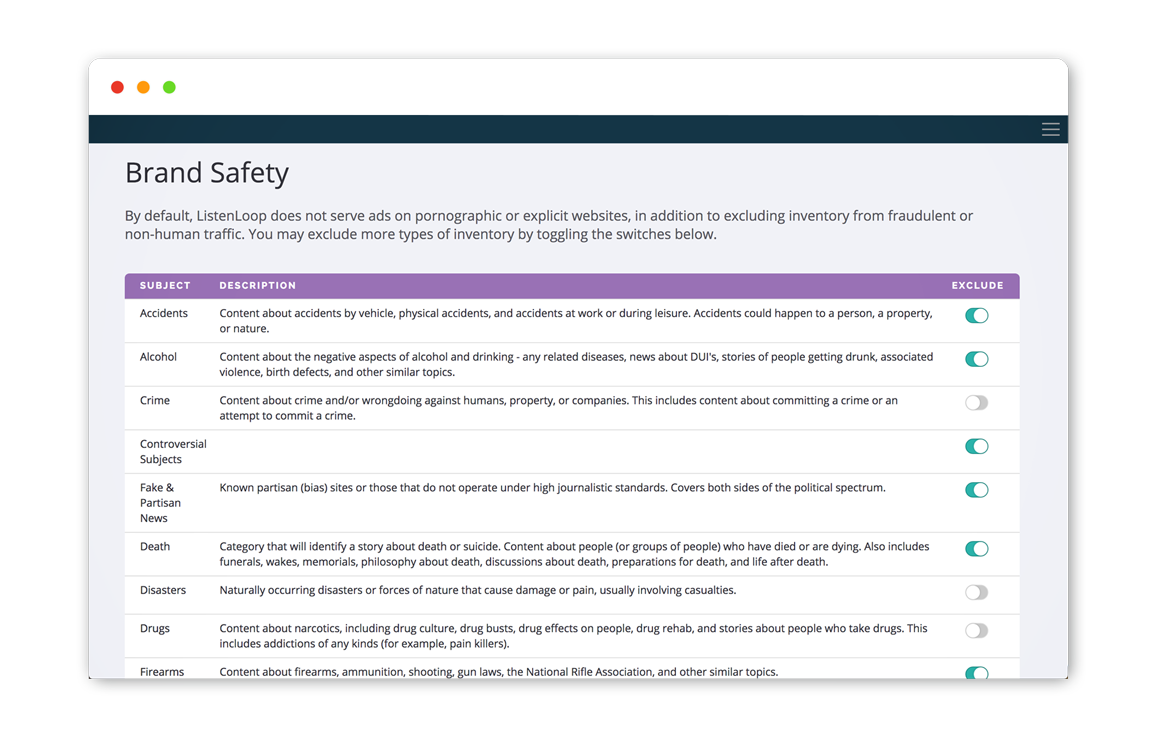 Brand Safety
By default, ListenLoop does not serve ads on pornographic or explicit websites, in addition to excluding inventory from fraudulent or
non-human traffic. You may exclude more types of inventory by toggling the switches below.
SUBJECT DESCRIPTION EXCLUDE
Accidents Content about accidents by vehicle, physical accidents, and accidents at work or during leisure. Accidents could happen to a person, a property,
or nature.
Alcohol Content about the negative aspects of alcohol and drinking - any related diseases, news about DUI's, stories of people getting drunk, associated
violence, birth defects, and other similar topics.
Crime Content about crime and/or wrongdoing against humans, property, or companies. This includes content about committing a crime or an
attempt to commit a crime.
Controversial
Subjects
Fake & Known partisan (bias) sites or those that do not operate under high journalistic standards. Covers both sides of the political spectrum.
Partisan
News
Death Category that will identify a story about death or suicide. Content about people (or groups of people) who have died or are dying. Also includes
funerals, wakes, memorials, philosophy about death, discussions about death, preparations for death, and life after death.
Disasters Naturally occurring disasters or forces of nature that cause damage or pain, usually involving casualties.
Drugs Content about narcotics, including drug culture, drug busts, drug effects on people, drug rehab, and stories about people who take drugs. This
includes addictions of any kinds (for example, pain killers).
Firearms Content about firearms, ammunition, shooting, gun laws, the National Rifle Association, and other similar topics.